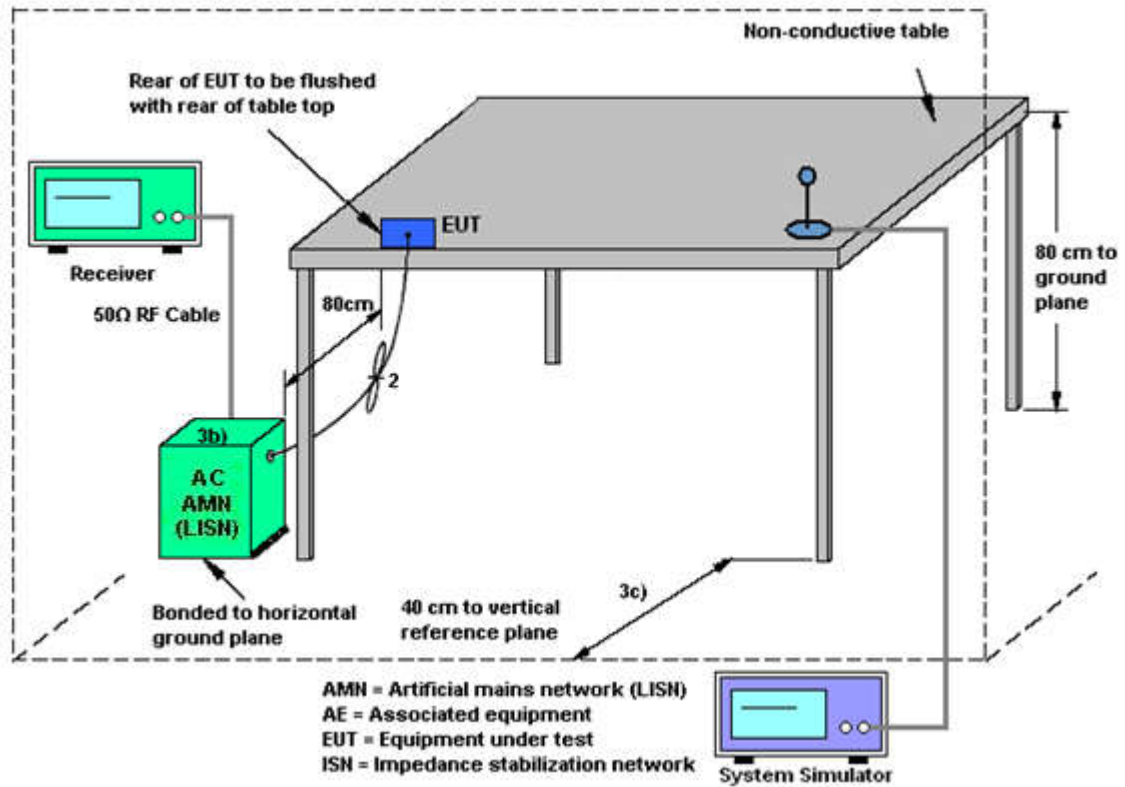 Non-conductive table
Rear of EUT to be flushed
with rear of table top
EUT
Receiver
80cm
80 cm to
ground
plane
50Ω RF Cable
2
3b)
AC
AMN
(LISN)
3c)
Bonded to horizontal
ground plane
40 cm to vertical
reference plane
AMN = Artificial mains network (LISN)
AE = Associated equipment
EUT = Equipment under test
ISN = Impedance stabilization network
System Simulator